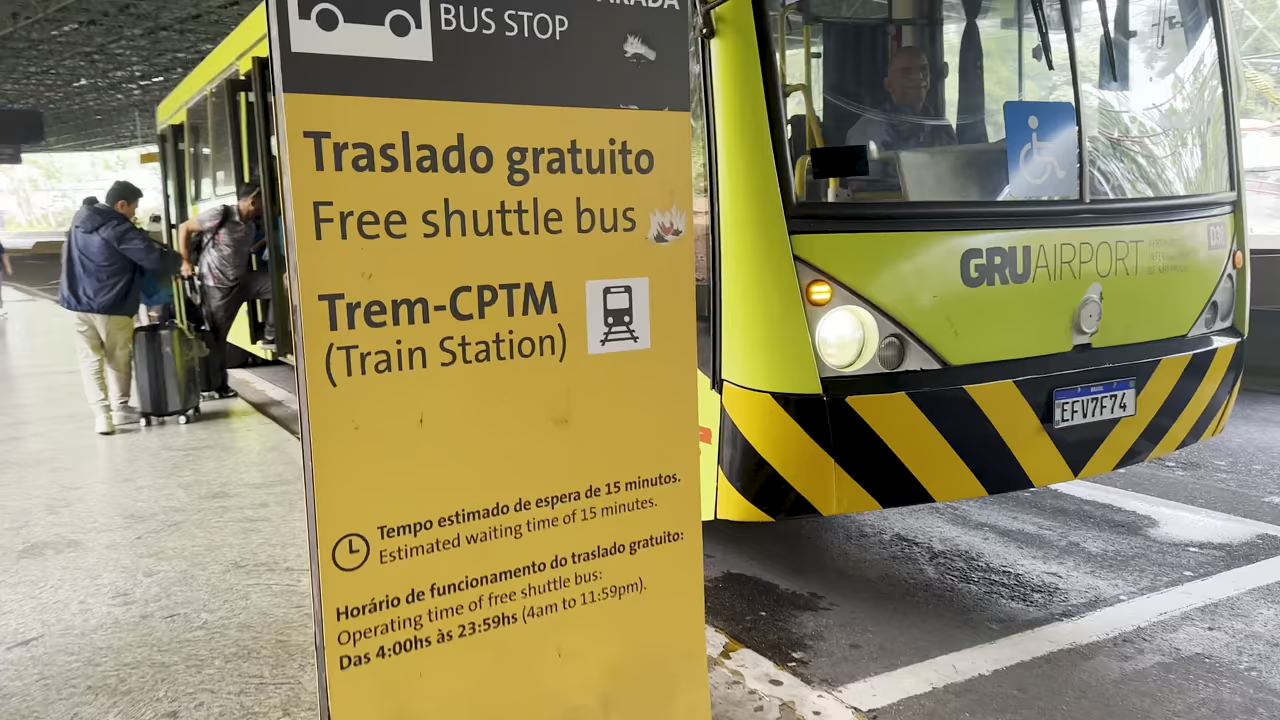 BUS STOP
Traslado gratuito
Free shuttle bus
Trem-CPTM
(Train Station)
Tempo estimado de espera de 15 minutos.
Estimated waiting time of 15 minutes.
Horário de funcionamento do traslado gratuito:
Operating time of free shuttle bus:
Das 4:00hs às 23:59hs (4am to 11:59pm).
GRUAIRPORT
BRASIL
EFV7F74